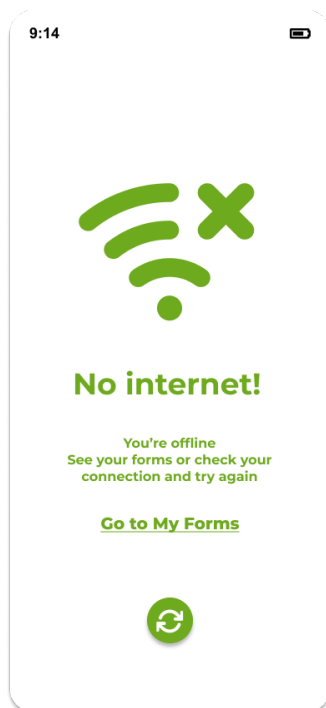 9:14
No internet!
You’re offline
See your forms or check your
connection and try again
Go to My Forms